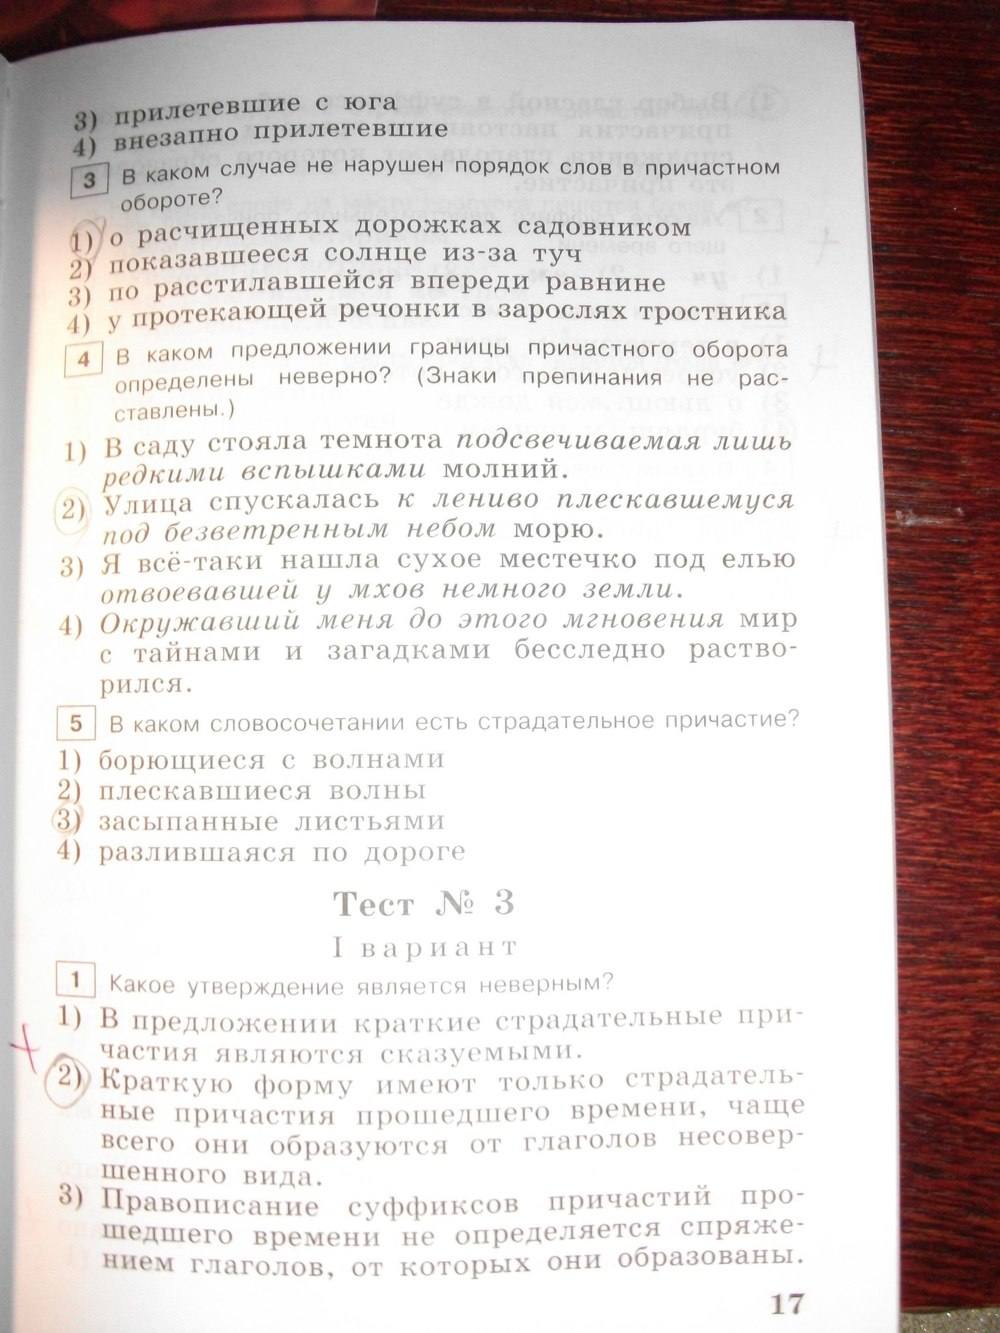 3) прилетевшие с юга
4) внезапно прилетевшие
3 В каком случае не нарушен порядок слов в причастном
обороте?
1) о расчищенных дорожках садовником
2) показавшееся солнце из-за туч
3) по расстилавшейся впереди равнине
4) у протекающей речонки в зарослях тростника
4 В каком предложении границы причастного оборота
определены неверно? (Знаки препинания не рас-
ставлены.)
1) В саду стояла темнота подсвечиваемая лишь
редкими вспышками молний.
2) Улица спускалась к лениво плескавшемуся
под безветренным небом морю.
3) Я всё-таки нашла сухое местечко под елью
отвоевавшей у мхов немного земли.
4) Окружавший меня до этого мгновения мир
с тайнами и загадками бесследно раство-
рился.
5 В каком словосочетании есть страдательное причастие?
1) борющиеся с волнами
2) плескавшиеся волны
3) засыпанные листьями
4) разлившаяся по дороге
Тест № 3
I вариант
1 Какое утверждение является неверным?
1) В предложении краткие страдательные при-
частия являются сказуемыми.
2) Краткую форму имеют только страдатель-
ные причастия прошедшего времени, чаще
всего они образуются от глаголов несовер-
шенного вида.
3) Правописание суффиксов причастий про-
шедшего времени не определяется спряже-
нием глаголов, от которых они образованы.
17